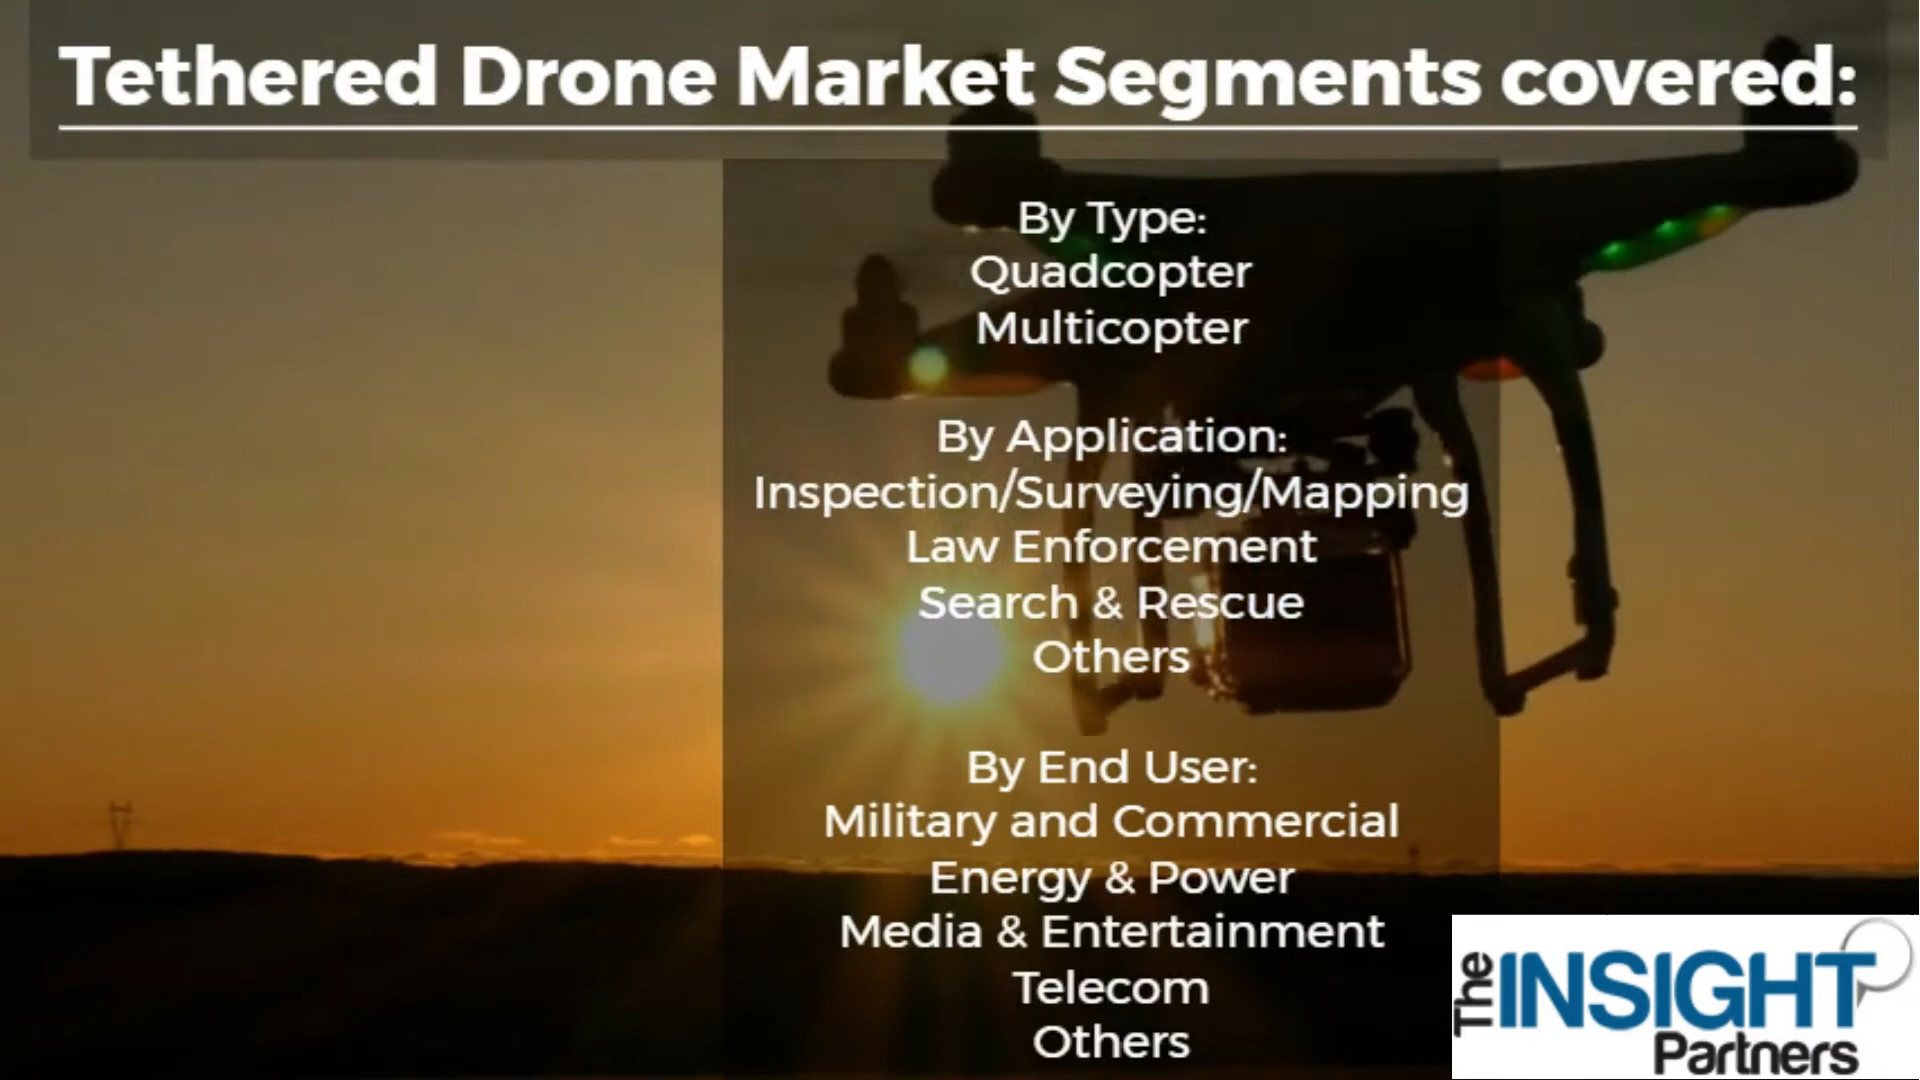 Tethered Drone Market Segments covered:
By Type:
Quadcopter
Multicopter
By Application:
Inspection/Surveying/Mapping
Law Enforcement
Search & Rescue
Others
By End User:
Military and Commercial
Energy & Power
Media & Entertainment
Telecom
Others
The INSIGHT
Partners